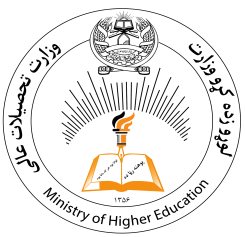 وزارت تحصیلات عالی
لوړو زده کړو وزارت
۱۳۵۶
Ministry of Higher Education